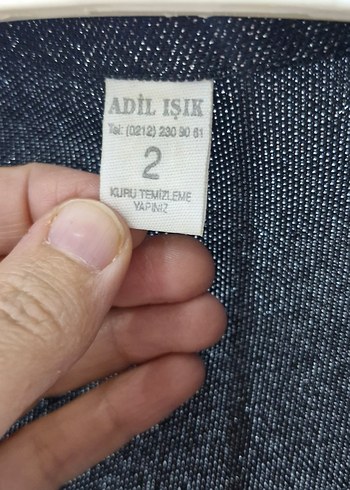 ADİL IŞIK
Tel: (0212) 230 90 61
2
KURU TEMİZLEME
YAPINIZ